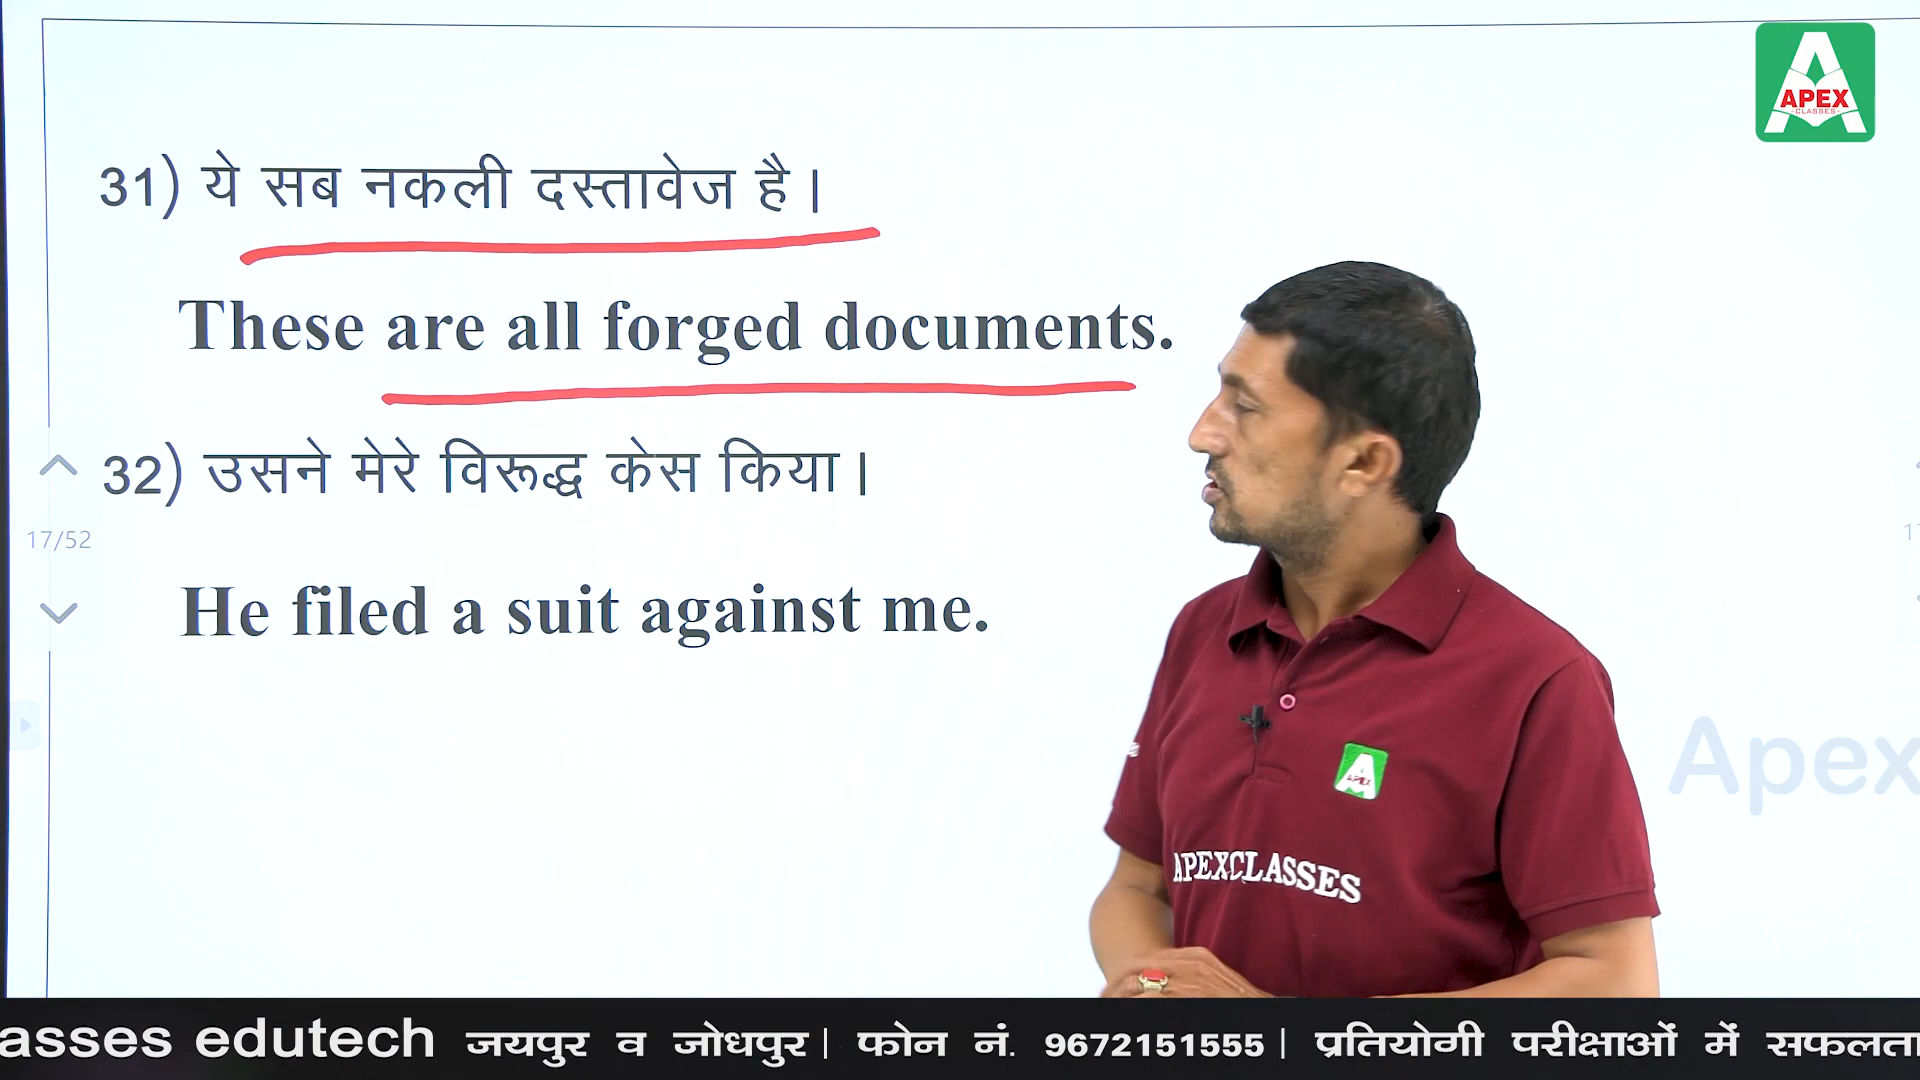 APEX
CLASSES
31) ये सब नकली दस्तावेज है।
These are all forged documents.
32) उसने मेरे विरूद्ध केस किया।
17/52
He filed a suit against me.
Apex
APEX
APEXCLASSES
asses edutech जयपुर व जोधपुर| फोन नं. 9672151555| प्रतियोगी परीक्षाओं में सफलता